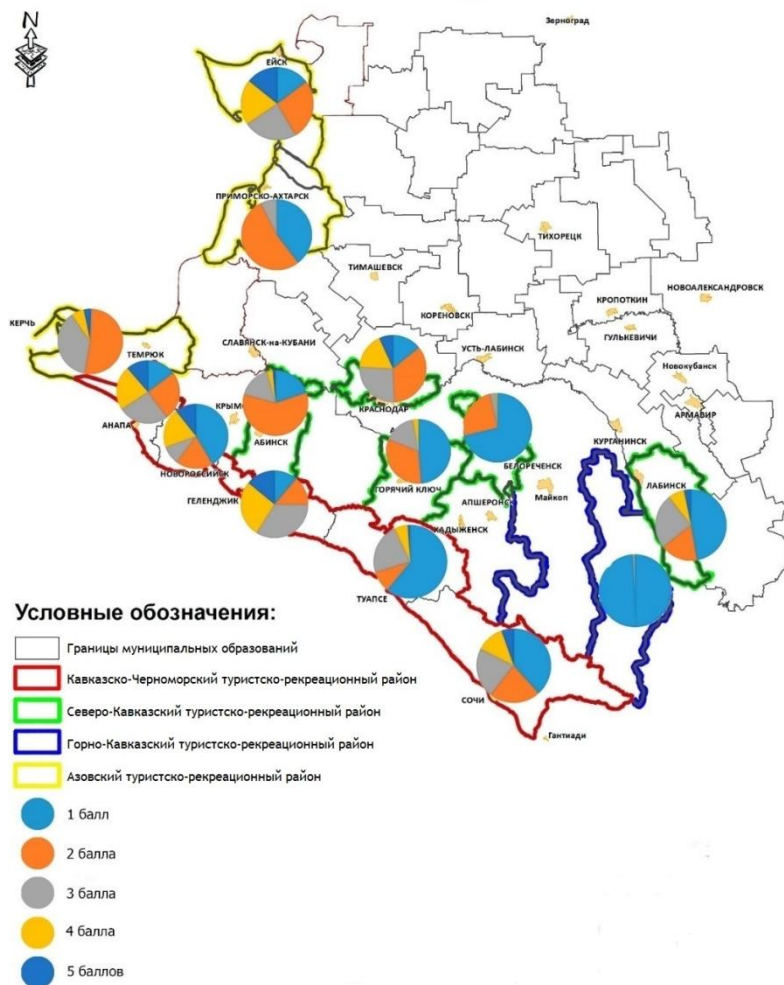 N
Зерноград
ЕЙСК
ПРИМОРСКО-АХТАРСК
ТИХОРЕЦК
ТИМАШЕВСК
НОВОАЛЕКСАНДРОВСК
КРОПОТКИН
КОРЕНОВСК
КЕРЧЬ
ГУЛЬКЕВИЧИ
ТЕМРЮК
СЛАВЯНСК-на-КУБАНИ
УСТЬ-ЛАБИНСК
Новокубанск
АРМАВИР
КРАСНОДАР
АНАПА
КРЫМ
АБИНСК
КУРГАНИНСК
НОВОРОССИЙСК
БЕЛОРЕЧЕНСК
ГОРЯЧИЙ КЛЮЧ
Майкоп
ЛАБИНСК
ГЕЛЕНДЖИК
АПШЕРОНСК
ХАДЫЖЕНСК
ТУАПСЕ
СОЧИ
Гантиади
Условные обозначения:
Границы муниципальных образований
Кавказско-Черноморский туристско-рекреационный район
Северо-Кавказский туристско-рекреационный район
Горно-Кавказский туристско-рекреационный район
Азовский туристско-рекреационный район
1 балл
2 балла
3 балла
4 балла
5 баллов